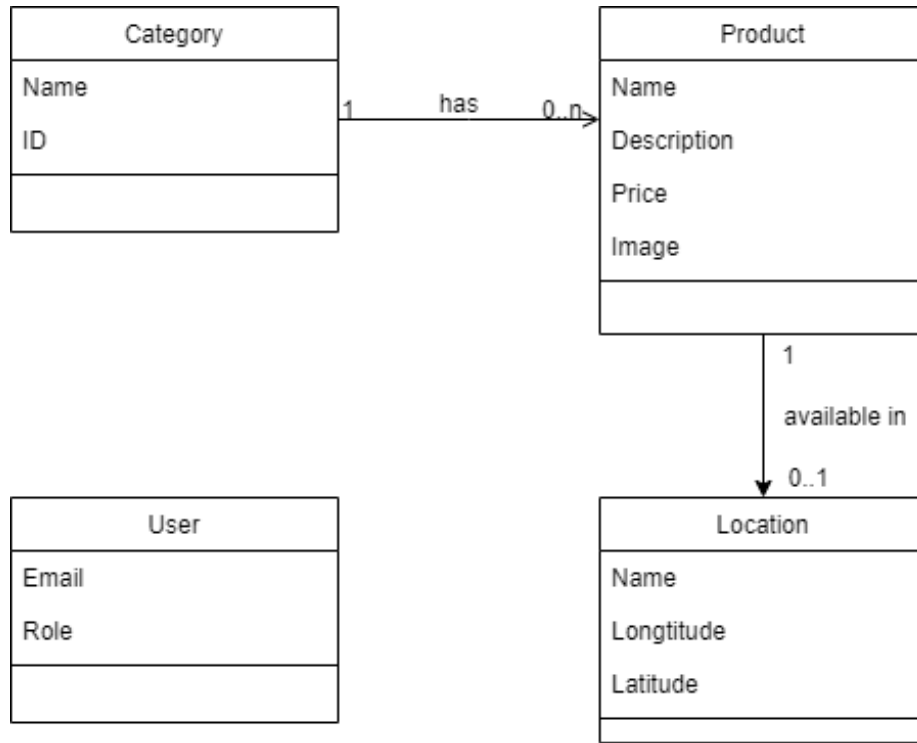 Category
Name
ID
1
has
0..n
Product
Name
Description
Price
Image
1
available in
0..1
User
Email
Role
Location
Name
Longtitude
Latitude